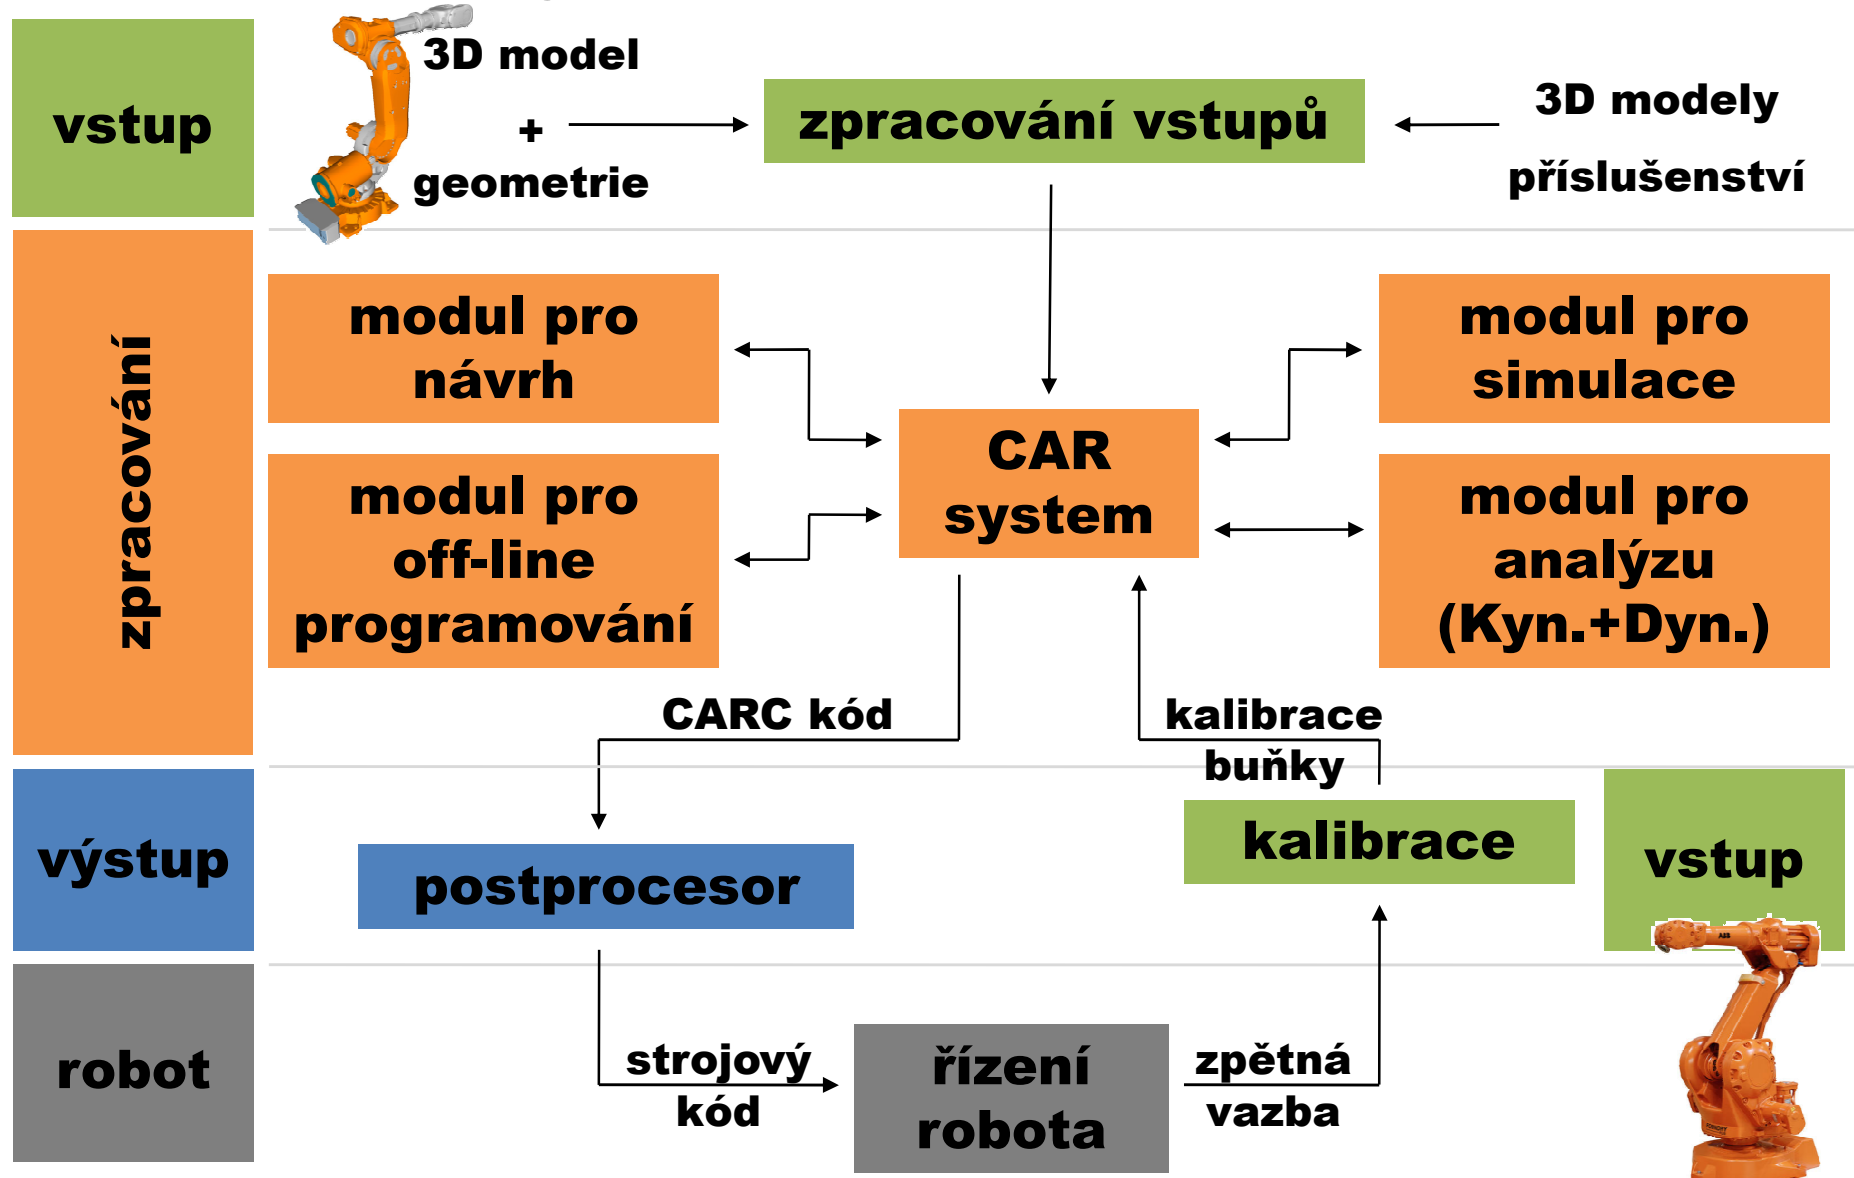 vstup
3D model
+
geometrie
zpracování vstupů
3D modely
příslušenství
zpracování
modul pro
návrh
modul pro
off-line
programování
CAR
system
modul pro
simulace
modul pro
analýzu
(Kyn.+Dyn.)
CARC kód
kalibrace
buňky
výstup
postprocesor
kalibrace
vstup
ABB
robot
strojový
kód
řízení
robota
zpětná
vazba